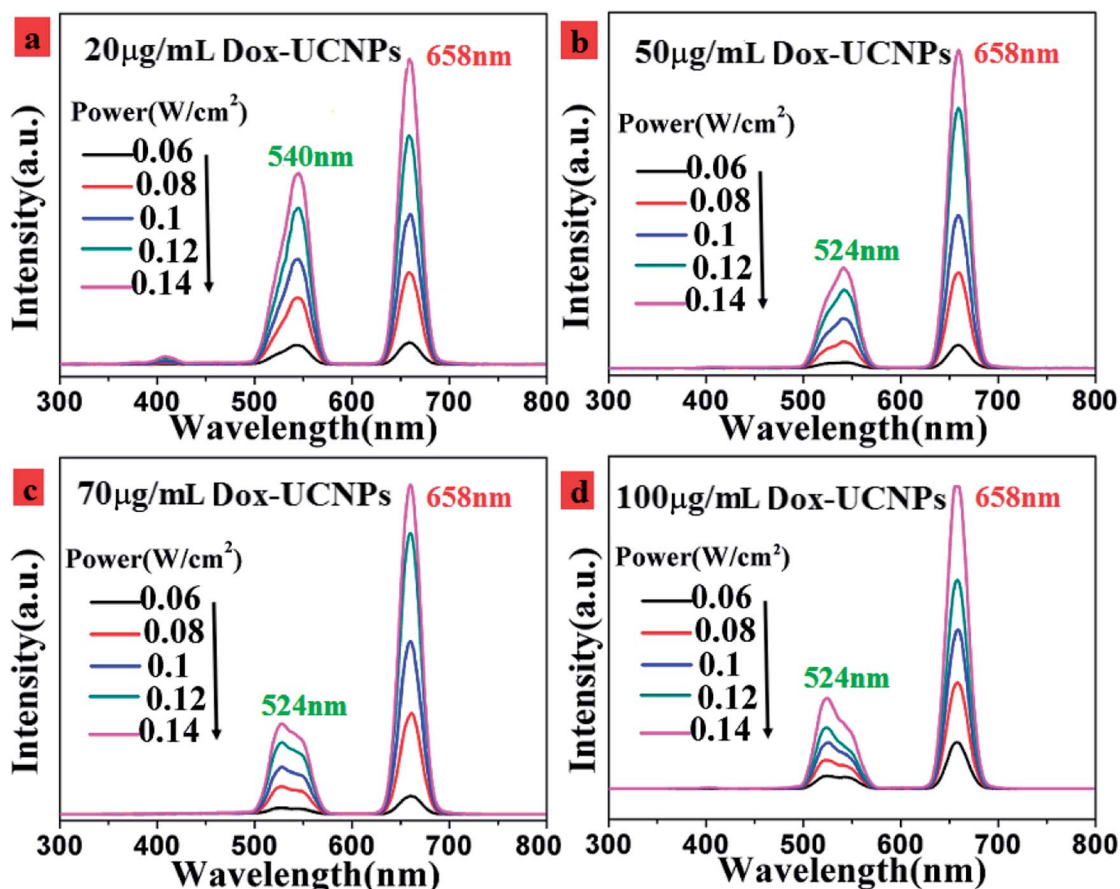 a
20μg/mL Dox-UCNPs
658nm
Power(W/cm²)
0.06
0.08
0.1
0.12
0.14
540nm
Intensity(a.u.)
300 400 500 600 700 800
Wavelength(nm)
b
50μg/mL Dox-UCNPs
658nm
Power(W/cm²)
0.06
0.08
0.1
0.12
0.14
524nm
Intensity(a.u.)
300 400 500 600 700 800
Wavelength(nm)
c
70μg/mL Dox-UCNPs
658nm
Power(W/cm²)
0.06
0.08
0.1
0.12
0.14
524nm
Intensity(a.u.)
300 400 500 600 700 800
Wavelength(nm)
d
100μg/mL Dox-UCNPs
658nm
Power(W/cm²)
0.06
0.08
0.1
0.12
0.14
524nm
Intensity(a.u.)
300 400 500 600 700 800
Wavelength(nm)